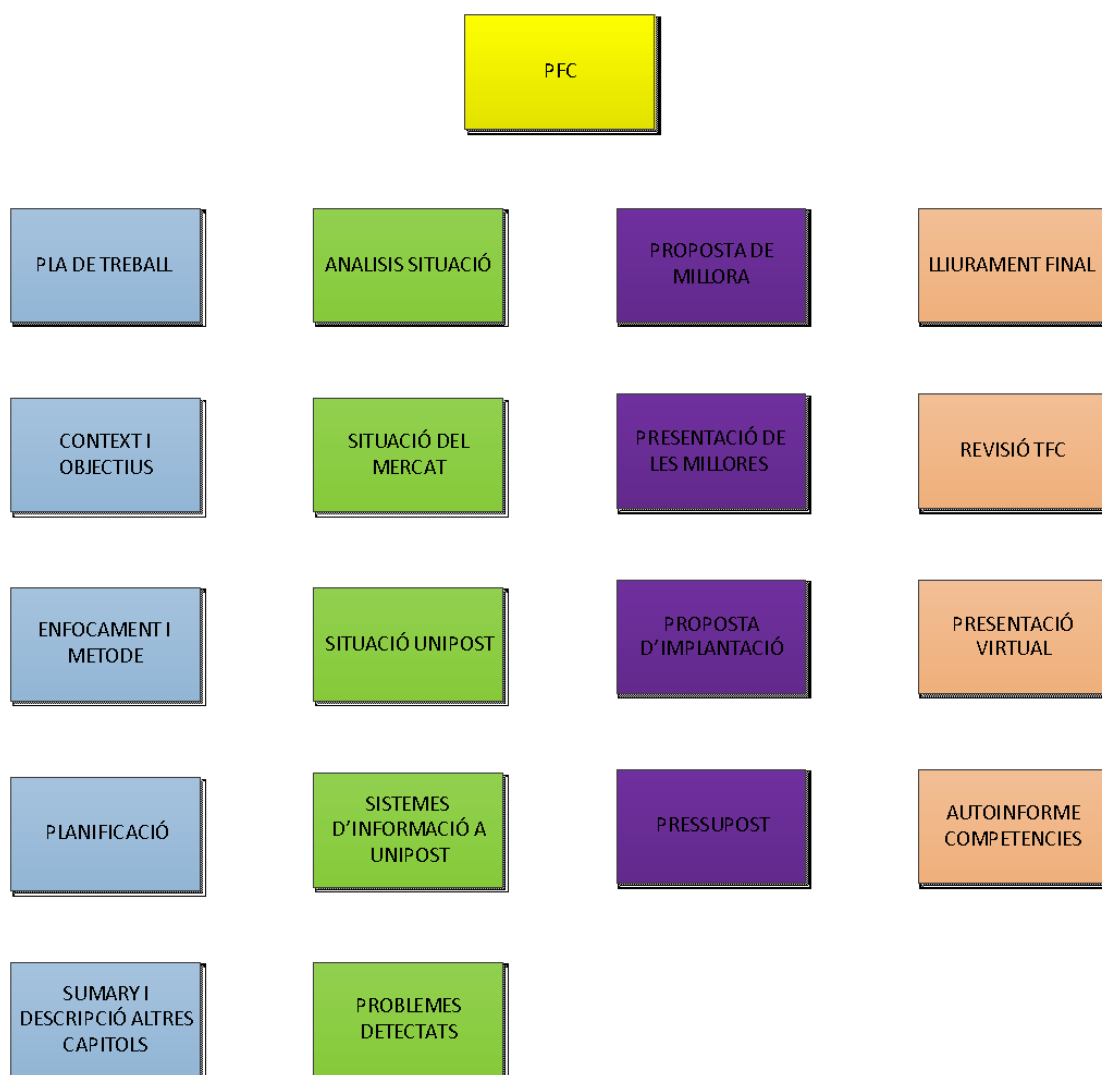 PFC
PLA DE TREBALL
ANALISIS SITUACIÓ
PROPOSTA DE
MILLORA
LLIURAMENT FINAL
CONTEXT I
OBJECTIUS
SITUACIÓ DEL
MERCAT
PRESENTACIÓ DE
LES MILLORES
REVISIÓ TFC
ENFOCAMENT I
METODE
SITUACIÓ UNIPOST
PROPOSTA
D'IMPLANTACIÓ
PRESENTACIÓ
VIRTUAL
PLANIFICACIÓ
SISTEMES
D'INFORMACIÓ A
UNIPOST
PRESSUPOST
AUTOINFORME
COMPETENCIES
SUMARY I
DESCRIPCIÓ ALTRES
CAPITOLS
PROBLEMES
DETECTATS